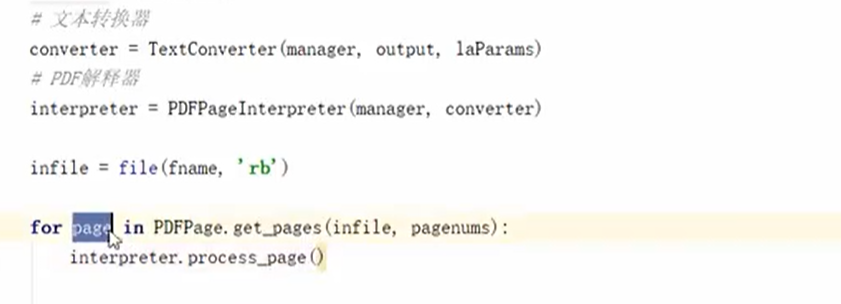 # 文本转换器
converter = TextConverter(manager, output, laParams)
# PDF解释器
interpreter = PDFPageInterpreter(manager, converter)
infile = file(fname, 'rb')
for page in PDFPage.get_pages(infile, pagenums):
interpreter.process_page()